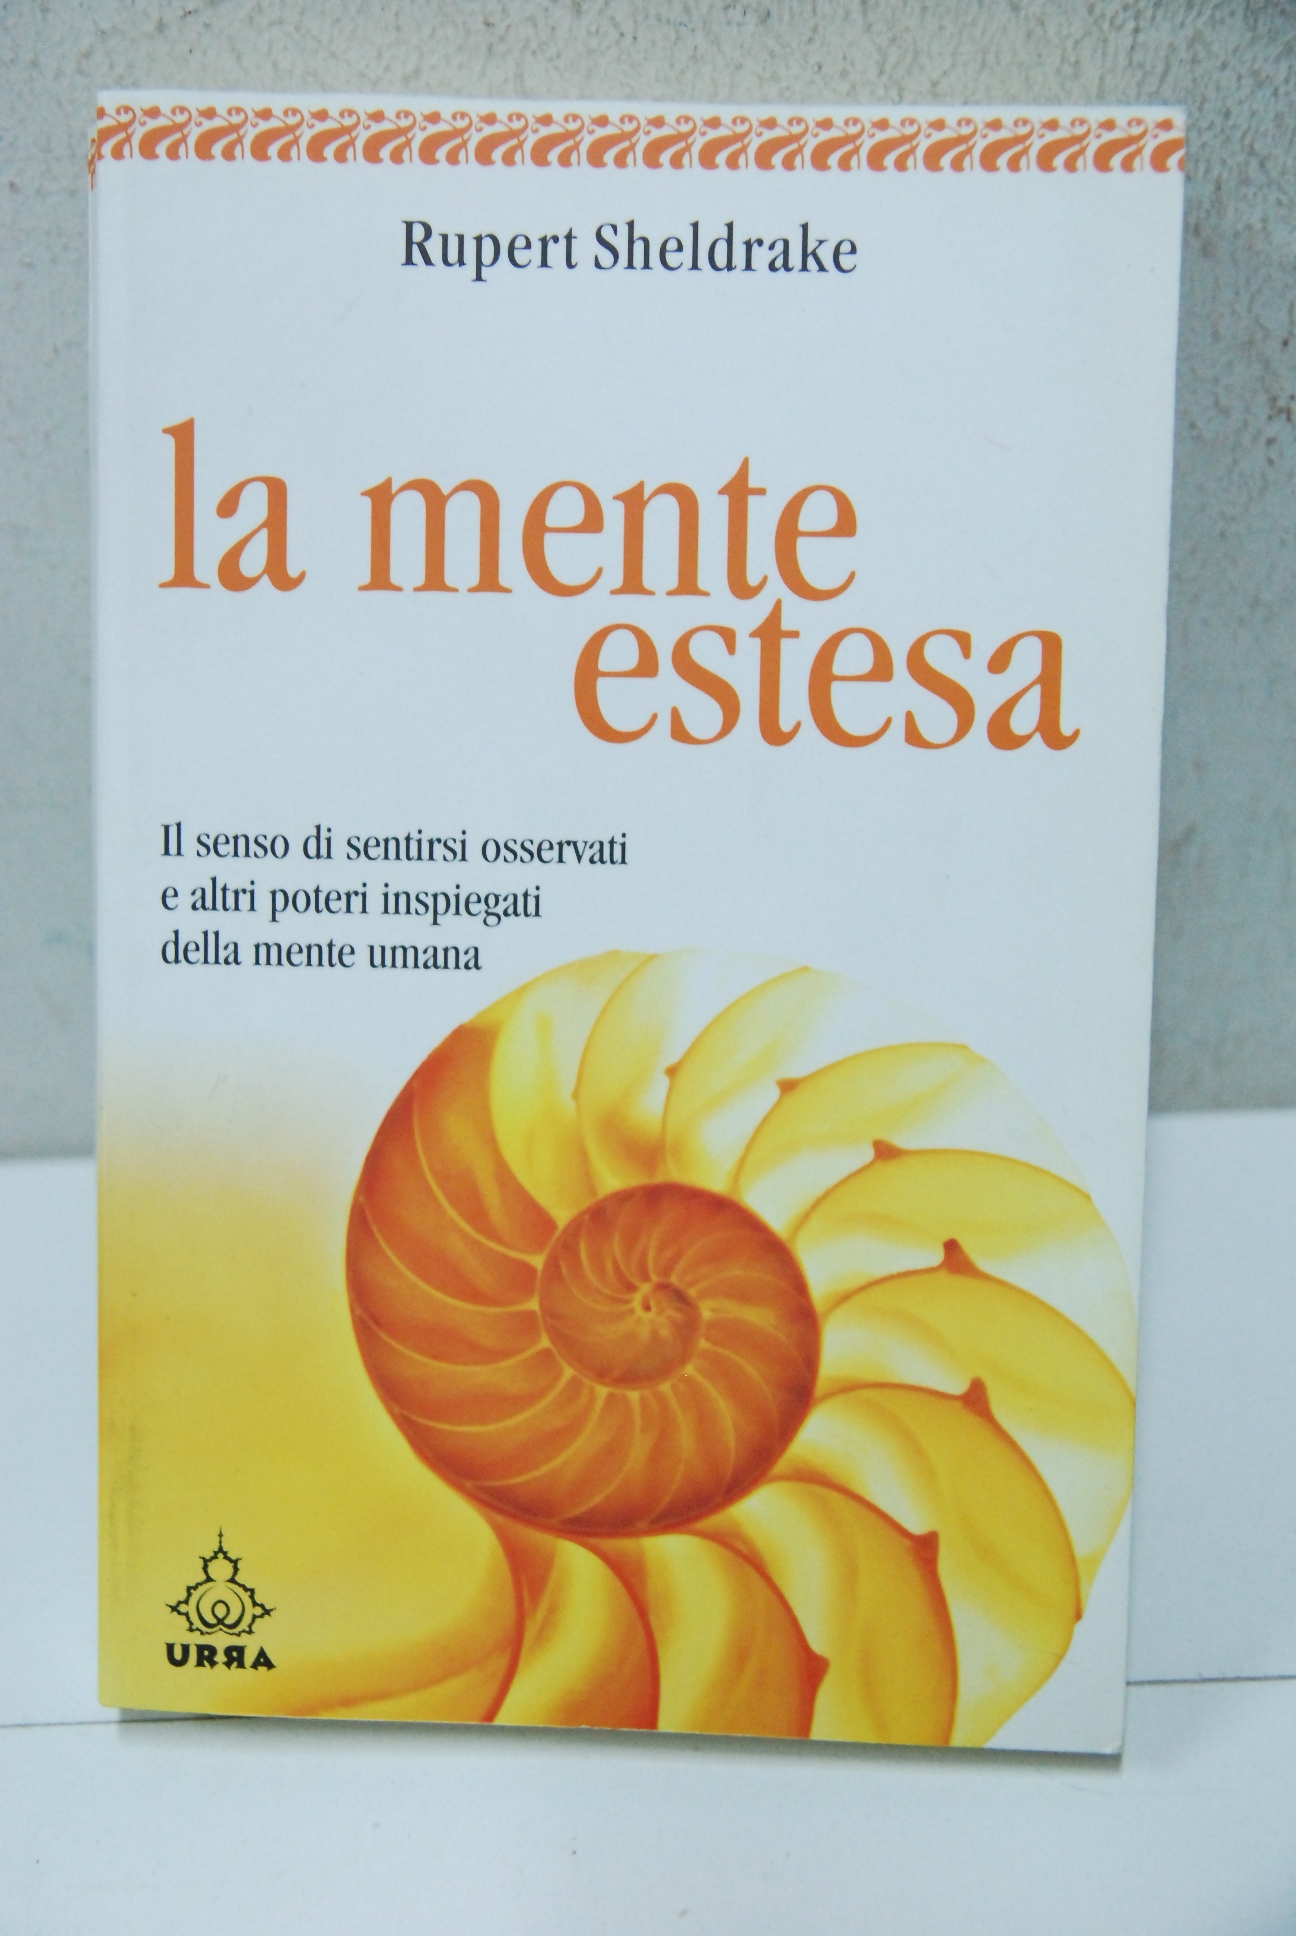 Rupert Sheldrake
la mente
estesa
Il senso di sentirsi osservati
e altri poteri inspiegati
della mente umana
URRA